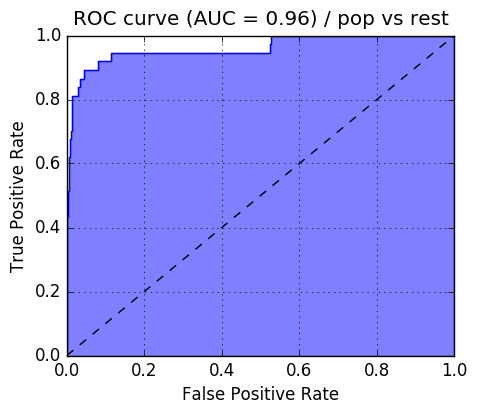 ROC curve (AUC = 0.96) / pop vs rest
1.0
0.8
0.6
0.4
0.2
0.0
True Positive Rate
0.0 0.2 0.4 0.6 0.8 1.0
False Positive Rate